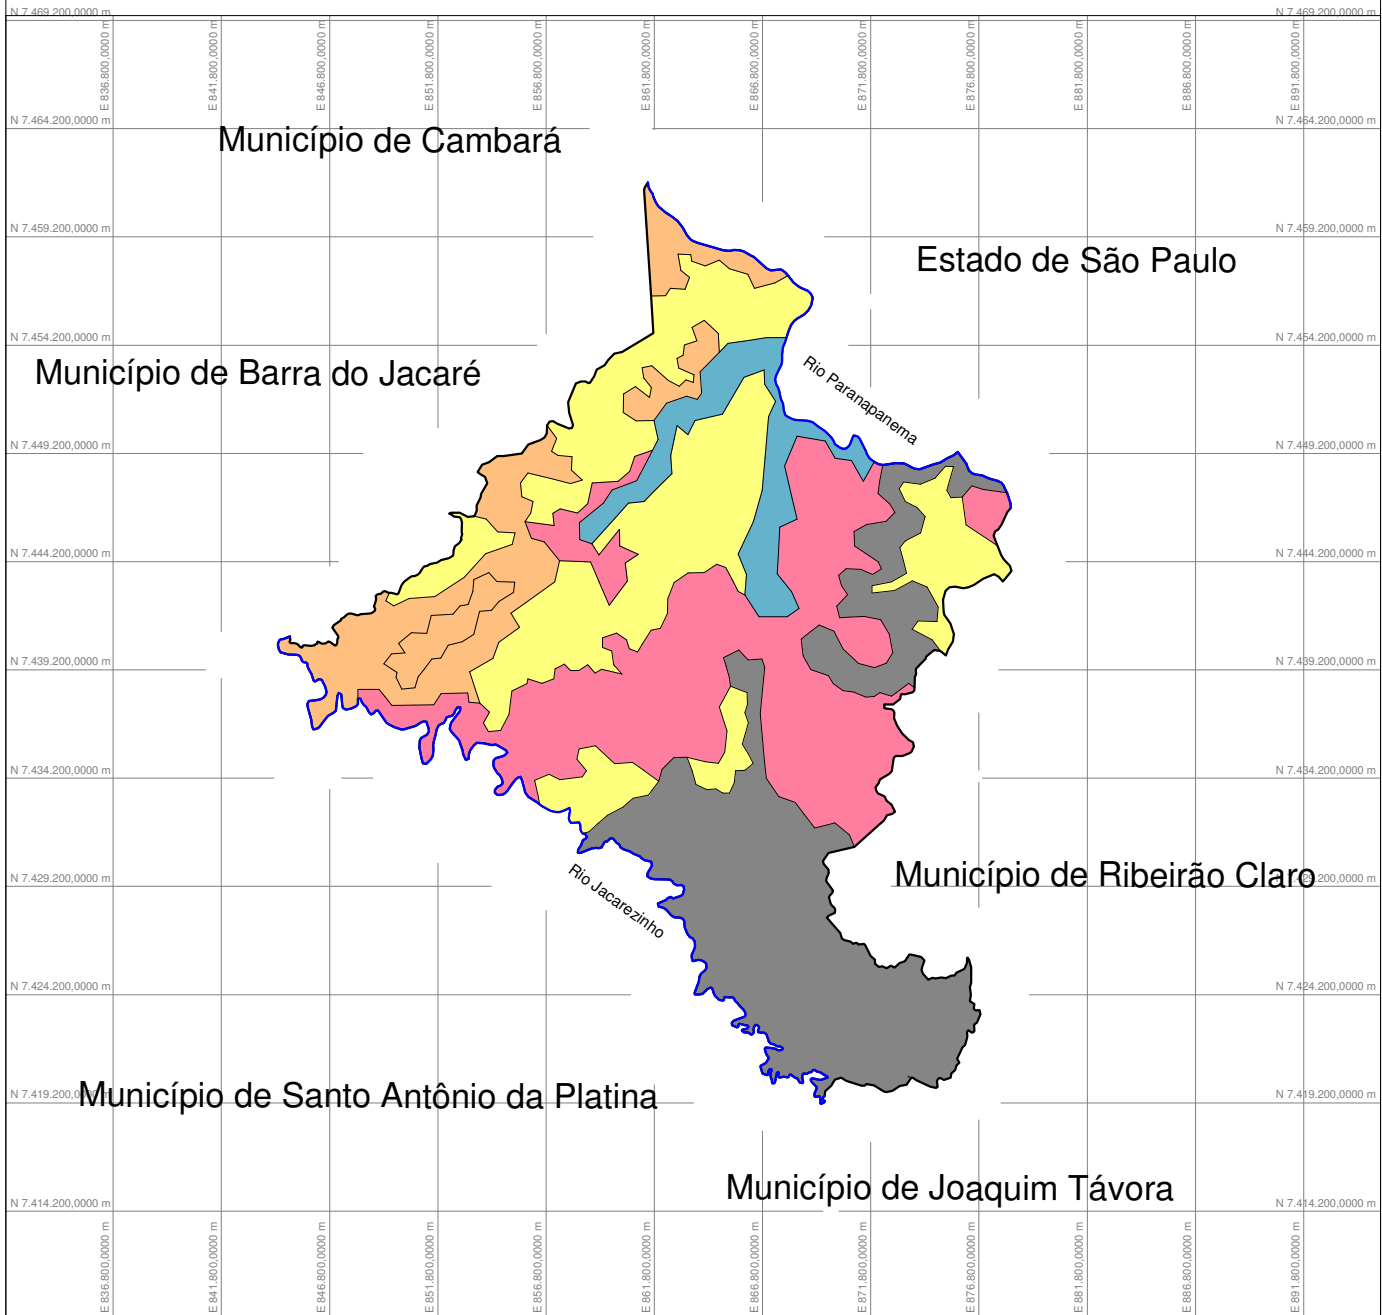 N 7.469.200,0000 m
N 7.469.200,0000 m
E 836.800,0000 m
E 841.800,0000 m
E 846.800,0000 m
E 851.800,0000 m
E 856.800,0000 m
E 861.800,0000 m
E 866.800,0000 m
E 871.800,0000 m
E 876.800,0000 m
E 881.800,0000 m
E 886.800,0000 m
E 891.800,0000 m
N 7.464.200,0000 m
N 7.464.200,0000 m
Município de Cambará
N 7.459.200,0000 m
N 7.459.200,0000 m
Estado de São Paulo
N 7.454.200,0000 m
N 7.454.200,0000 m
Município de Barra do Jacaré
Rio Paranapanema
N 7.449.200,0000 m
N 7.449.200,0000 m
N 7.444.200,0000 m
N 7.444.200,0000 m
N 7.439.200,0000 m
N 7.439.200,0000 m
N 7.434.200,0000 m
N 7.434.200,0000 m
N 7.429.200,0000 m
Município de Ribeirão Claro
Rio Jacarezinho
N 7.424.200,0000 m
N 7.424.200,0000 m
Município de Santo Antônio da Platina
N 7.419.200,0000 m
N 7.419.200,0000 m
Município de Joaquim Távora
N 7.414.200,0000 m
N 7.414.200,0000 m
E 836.800,0000 m
E 841.800,0000 m
E 846.800,0000 m
E 851.800,0000 m
E 856.800,0000 m
E 861.800,0000 m
E 866.800,0000 m
E 871.800,0000 m
E 876.800,0000 m
E 881.800,0000 m
E 886.800,0000 m
E 891.800,0000 m